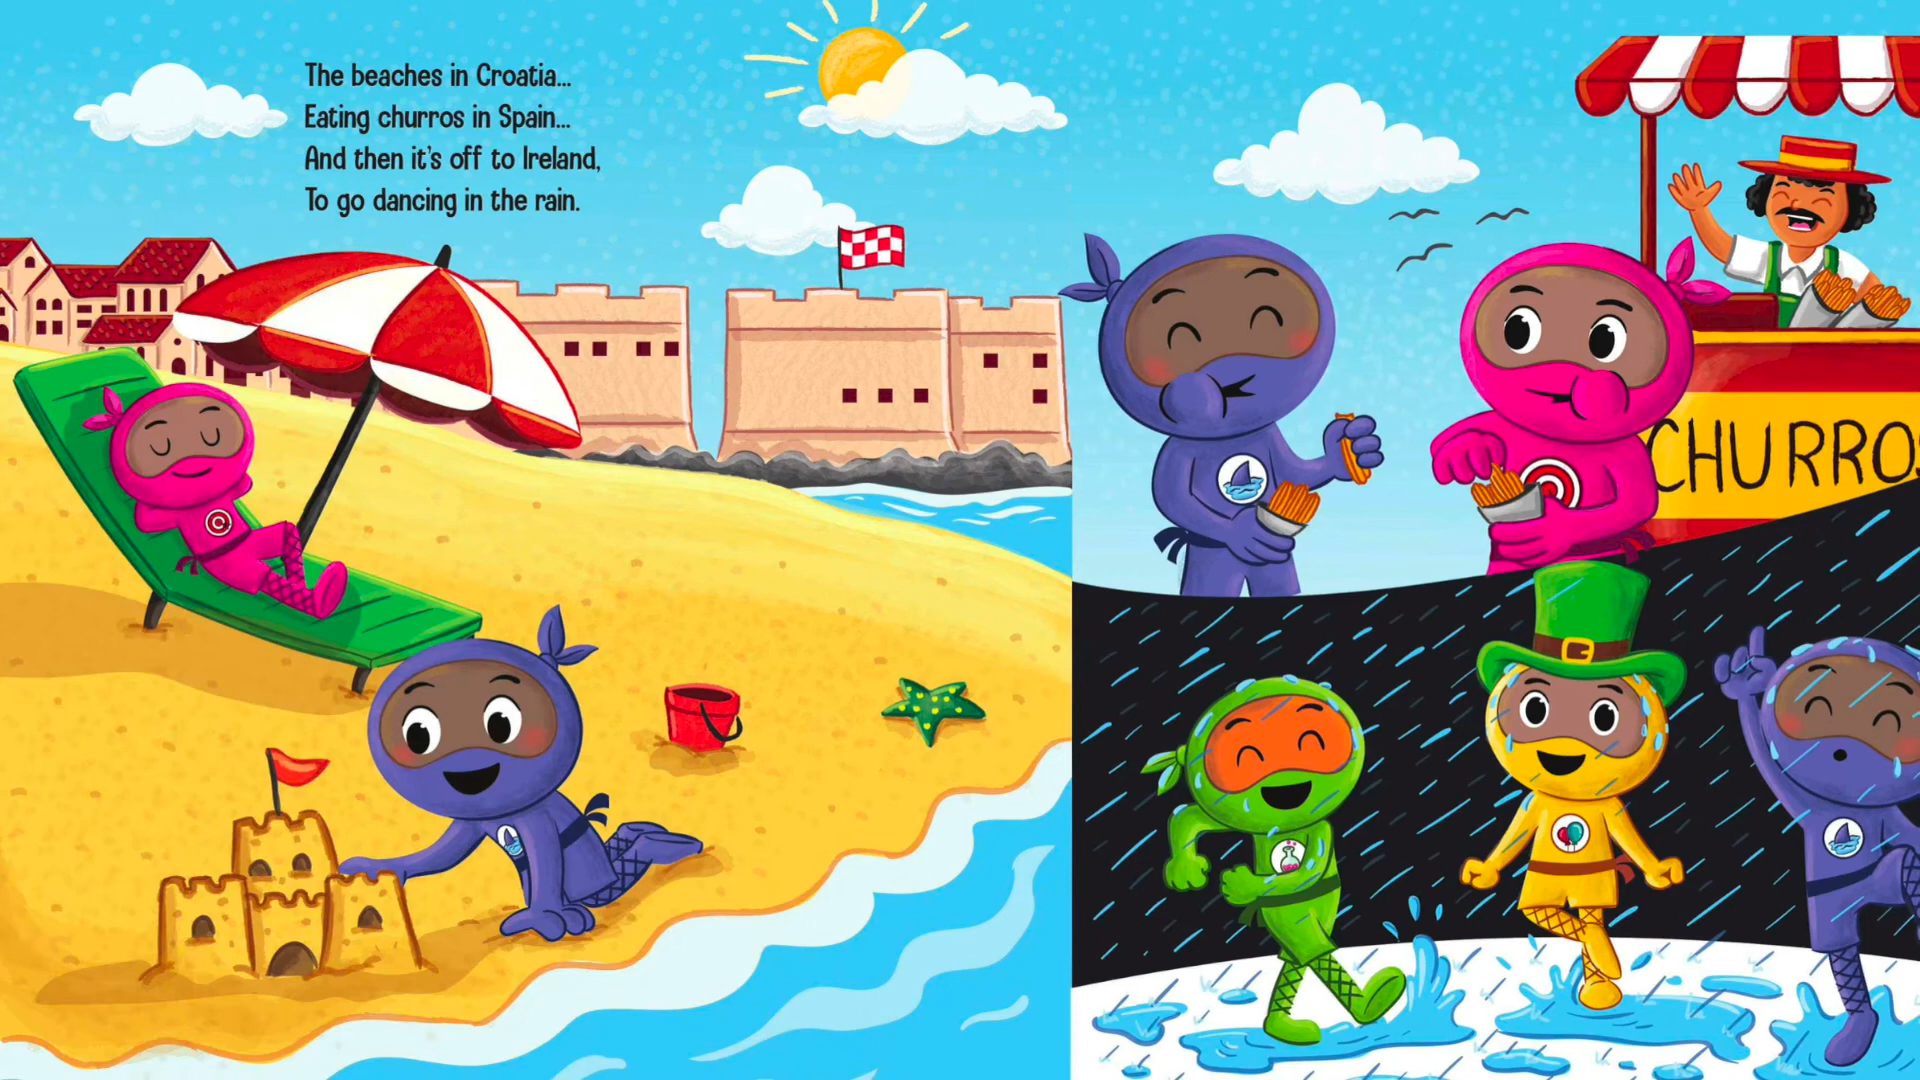 The beaches in Croatia...
Eating churros in Spain...
And then it's off to Ireland,
To go dancing in the rain.
CHURROS